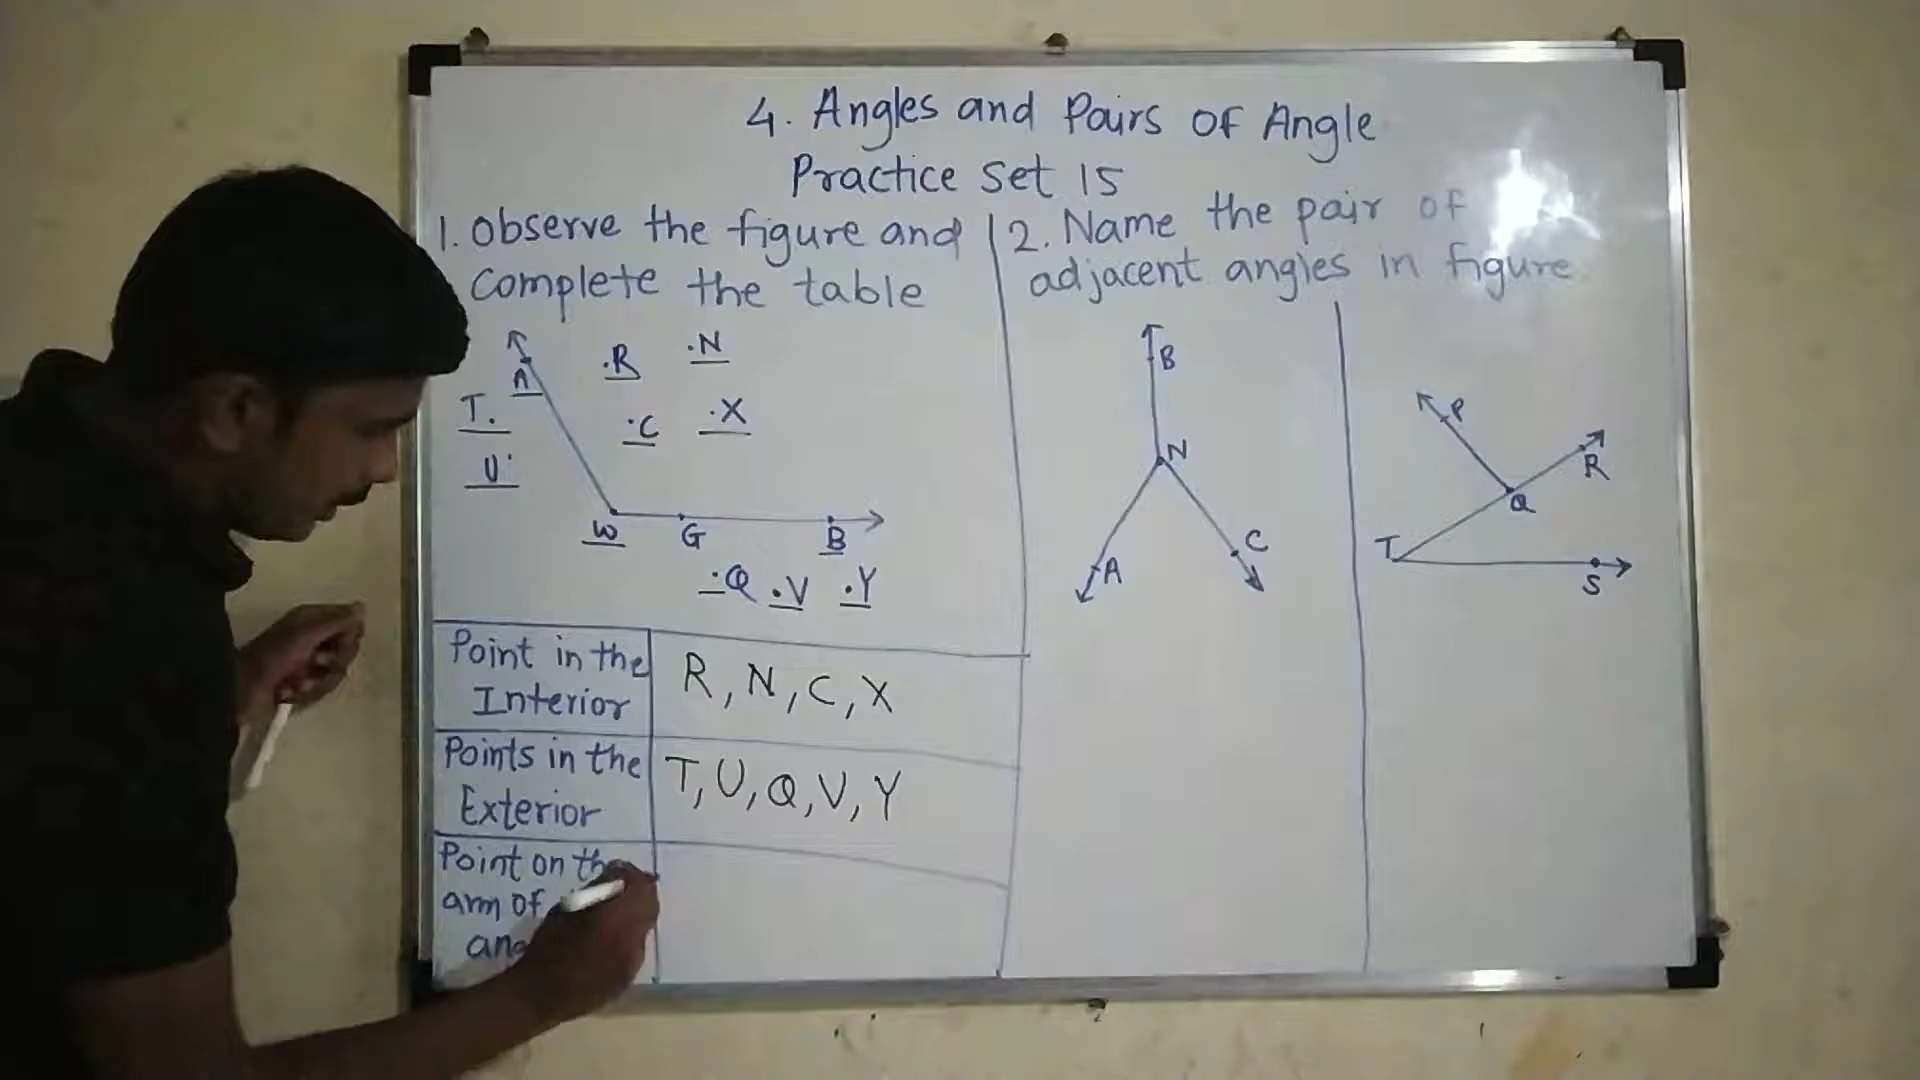 4. Angles and Pairs of Angle
Practice Set 15
1. Observe the figure and
complete the table
2. Name the pair of
adjacent angles in figure
A
.R
.N
T.
.C
.X
U.
W
G
B
.Q
.V
.Y
B
N
A
C
P
R
Q
T
S
Point in the
Interior
R, N, C, X
Points in the
Exterior
T, U, Q, V, Y
Point on
arm of